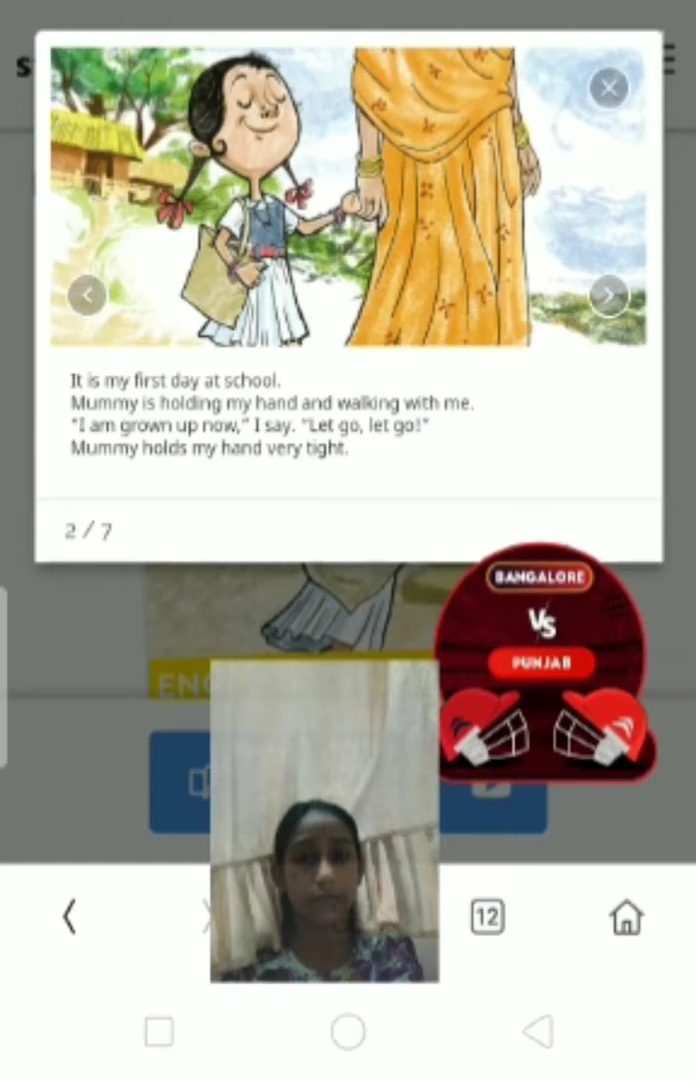 It is my first day at school.
Mummy is holding my hand and walking with me.
"I am grown up now," I say. "Let go, let go!"
Mummy holds my hand very tight.
2 / 7
BANGALORE
VS
PUNJAB
12